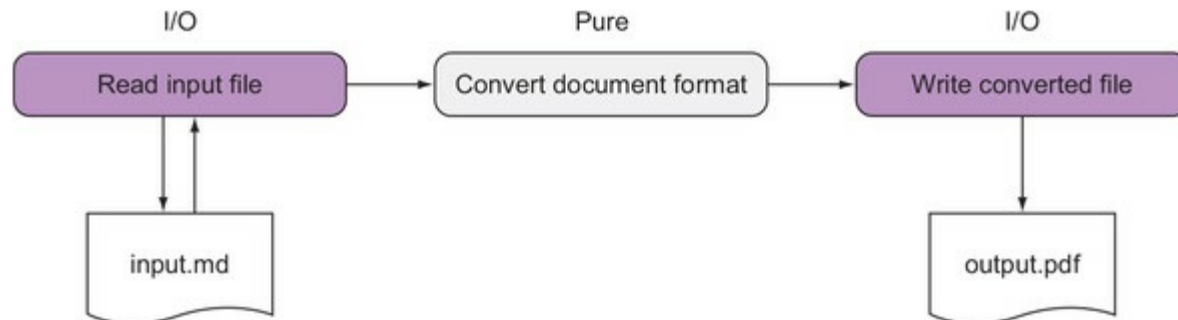 I/O
Pure
I/O
Read input file
Convert document format
Write converted file
input.md
output.pdf